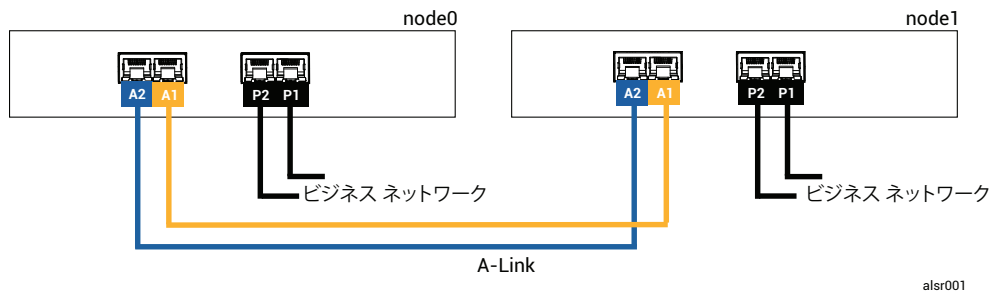 node0
node1
A2 A1 P2 P1
A2 A1 P2 P1
ビジネス ネットワーク
ビジネス ネットワーク
A-Link
alsr001